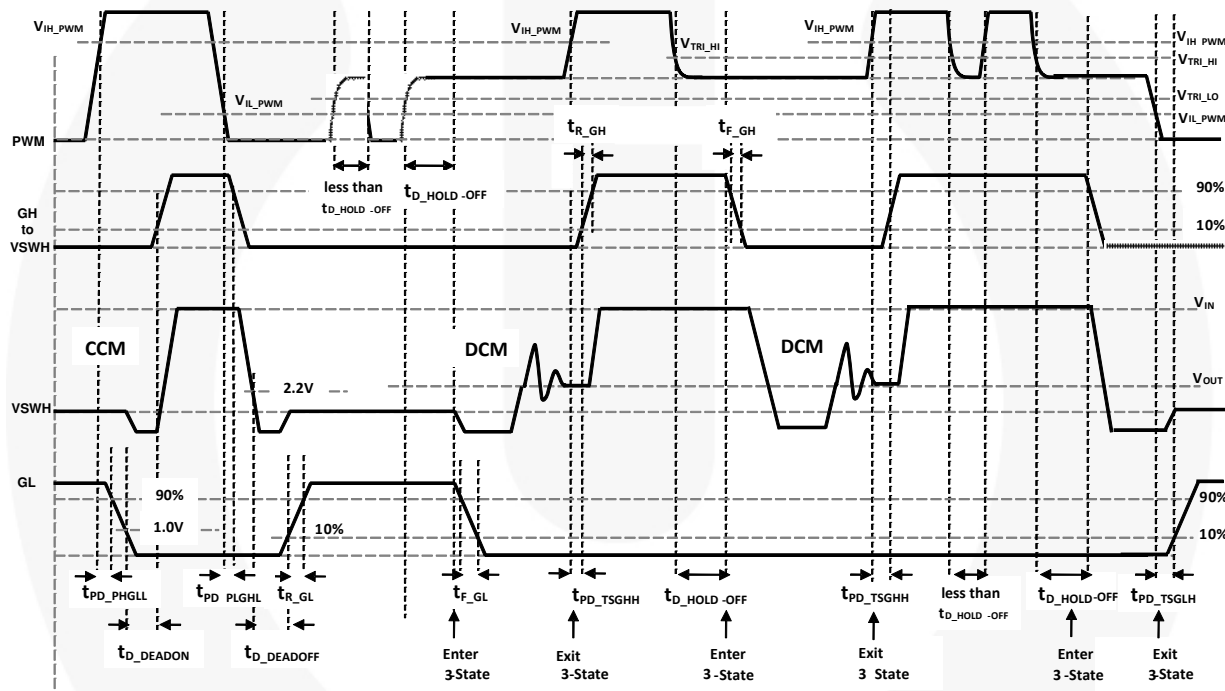 V_IH_PWM
V_IL_PWM
PWM
V_IH_PWM
V_TRI_HI
V_IH_PWM
V_IH_PWM
V_TRI_HI
V_TRI_LO
V_IL_PWM
less than
t_D_HOLD -OFF
t_D_HOLD -OFF
t_R_GH
t_F_GH
90%
10%
GH
to
VSWH
V_IN
CCM
DCM
DCM
2.2V
V_OUT
VSWH
GL
90%
1.0V
10%
90%
10%
t_PD_PHGLL
t_PD_PLGHL
t_R_GL
t_F_GL
t_PD_TSGHH
t_D_HOLD -OFF
t_PD_TSGHH
less than
t_D_HOLD -OFF
t_D_HOLD-OFF
t_PD_TSGLH
t_D_DEADON
t_D_DEADOFF
Enter
3-State
Exit
3-State
Enter
3 -State
Exit
3 State
Enter
3 -State
Exit
3-State